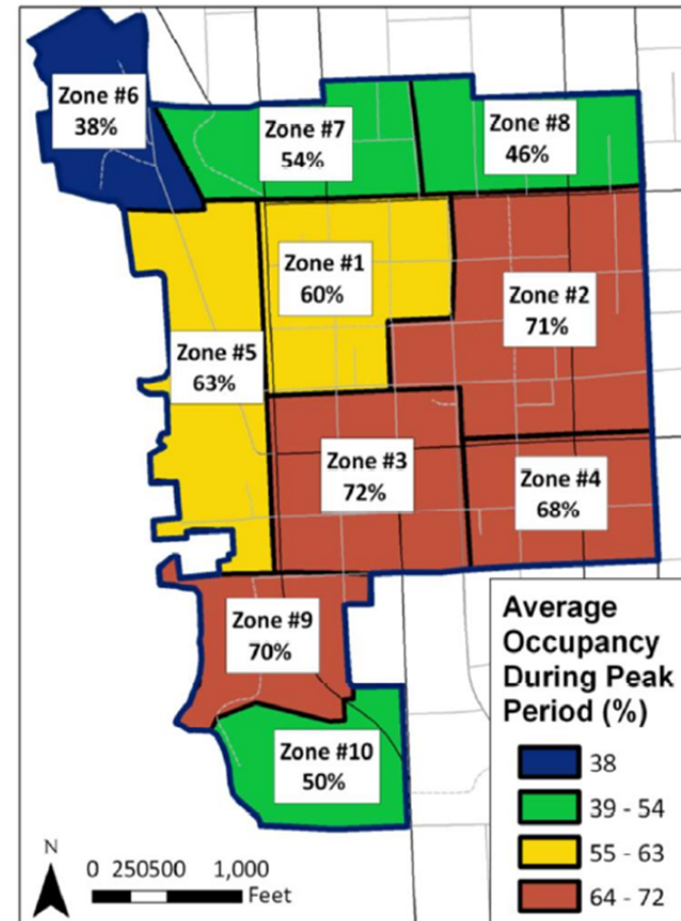 Zone #6
38%
Zone #7
54%
Zone #8
46%
Zone #1
60%
Zone #2
71%
Zone #5
63%
Zone #3
72%
Zone #4
68%
Zone #9
70%
Zone #10
50%
Average
Occupancy
During Peak
Period (%)
38
39 - 54
55 - 63
64 - 72
N
0 250500 1,000
Feet